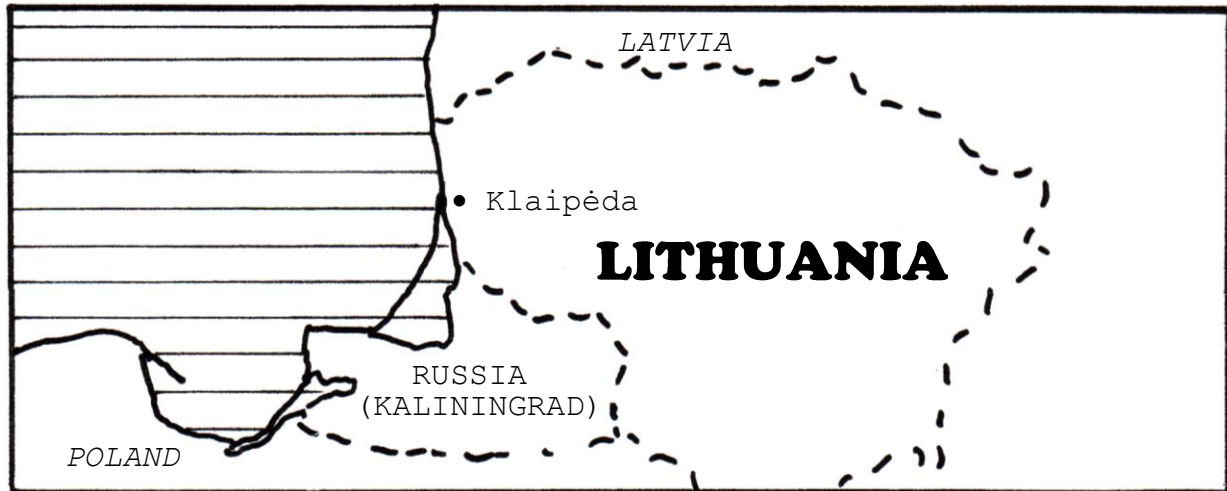 LATVIA
Klaipėda
LITHUANIA
RUSSIA
(KALININGRAD)
POLAND